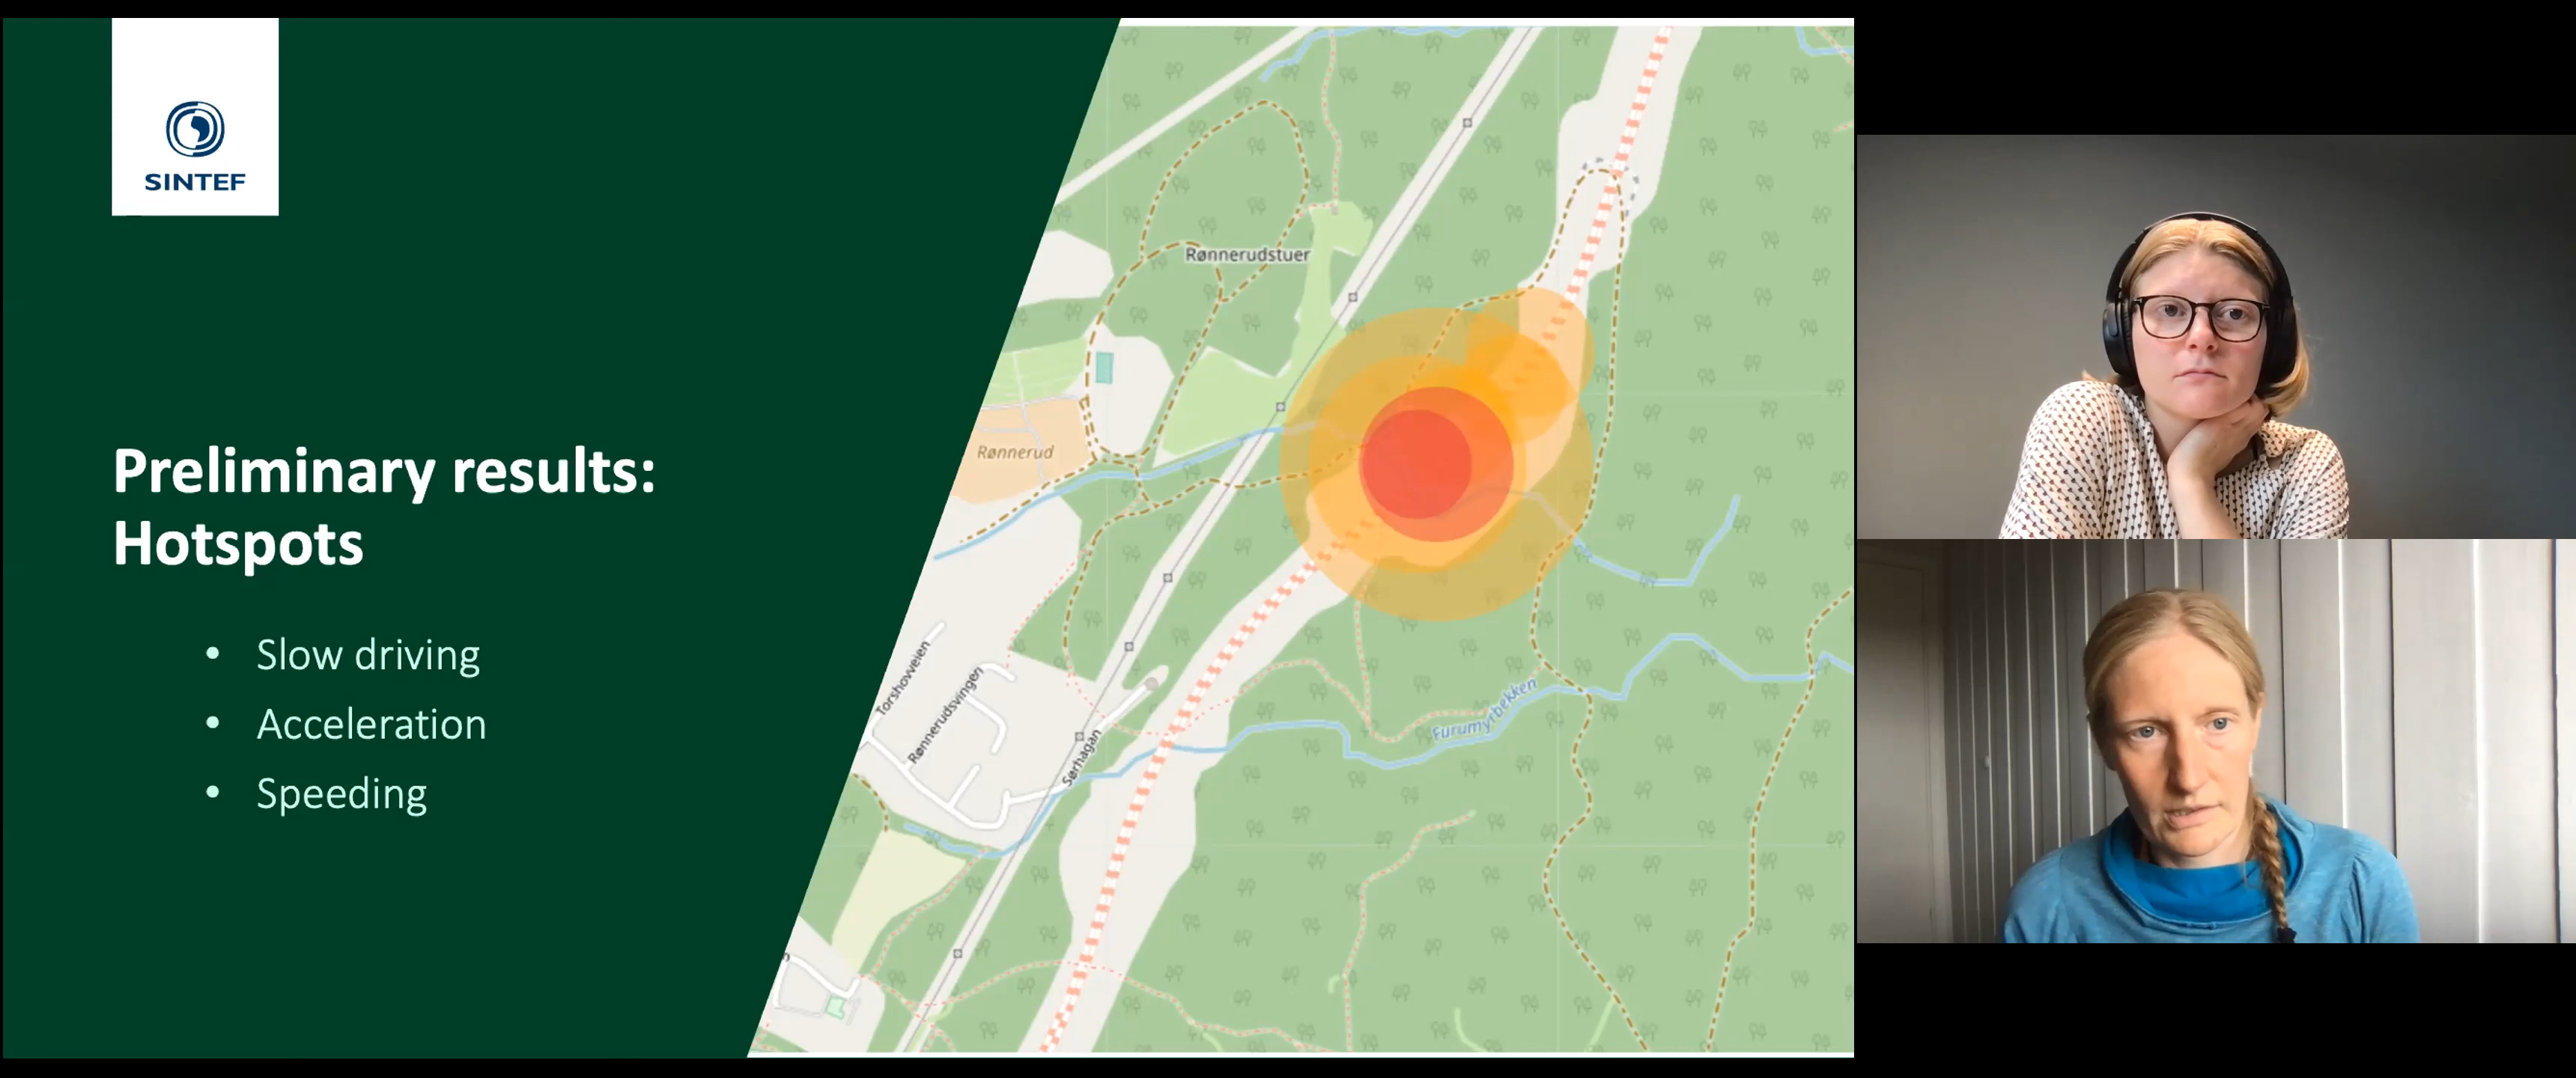 SINTEF
Preliminary results:
Hotspots
• Slow driving
• Acceleration
• Speeding
Rønnerudstuer
Rønnerud
Torshovveien
Rønnerudsvingen
Sørhagan
Furumyrbekken